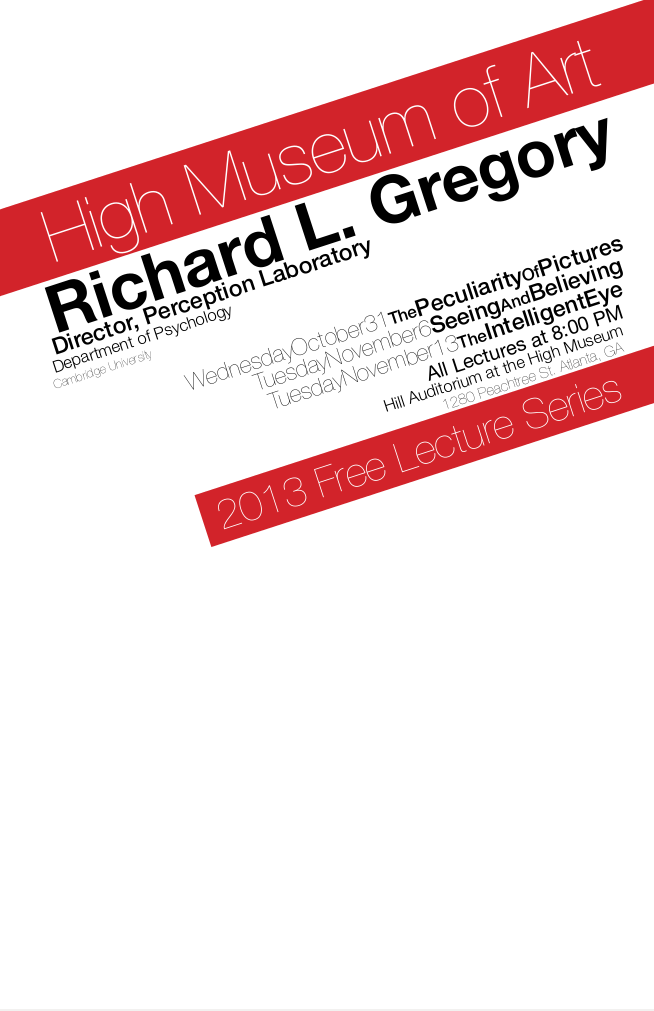 High Museum of Art
Richard L. Gregory
Director, Perception Laboratory
Department of Psychology
Cambridge University
WednesdayOctober31ThePeculiarityOfPictures
TuesdayNovember6SeeingAndBelieving
TuesdayNovember13TheIntelligentEye
All Lectures at 8:00 PM
Hill Auditorium at the High Museum
1280 Peachtree St. Atlanta, GA
2013 Free Lecture Series